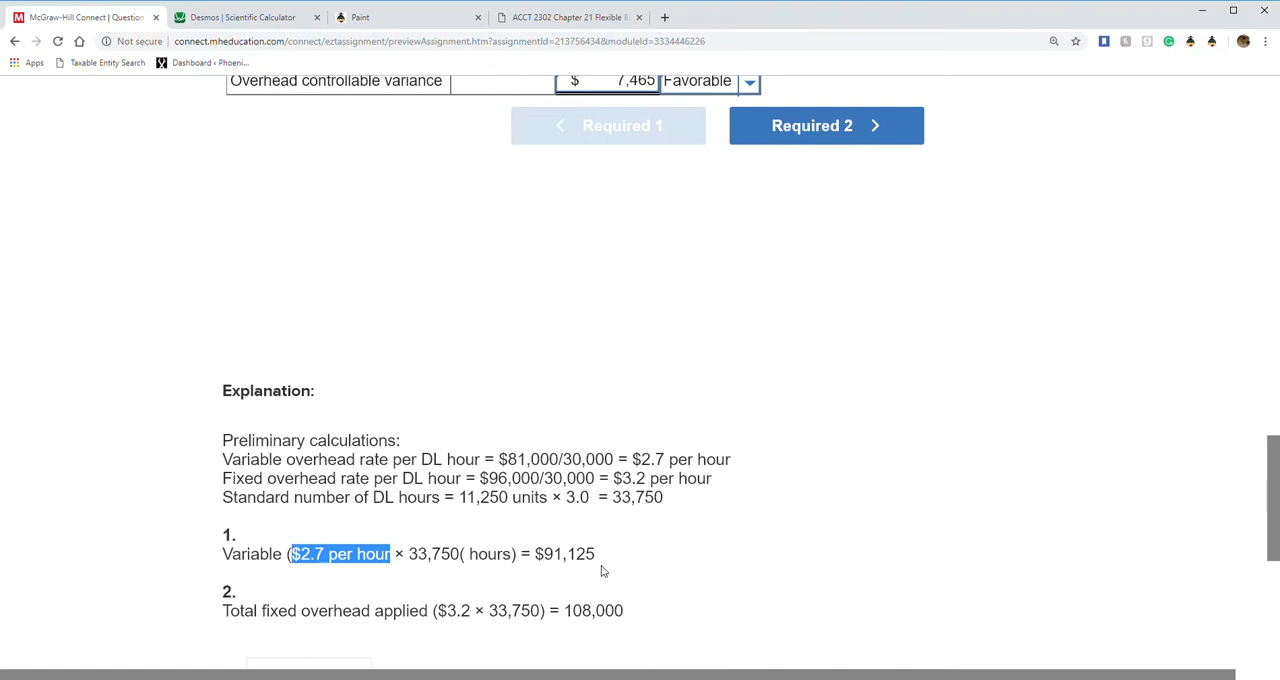 McGraw-Hill Connect | Question
Desmos | Scientific Calculator
Paint
ACCT 2302 Chapter 21 Flexible B
Not secure | connect.mheducation.com/connect/eztassignment/previewAssignment.htm?assignmentId=213756434&moduleId=3334446226
Apps Taxable Entity Search Dashboard ‹ Phoeni...
Overhead controllable variance $ 7,465 Favorable
Required 1 Required 2
Explanation:
Preliminary calculations:
Variable overhead rate per DL hour = $81,000/30,000 = $2.7 per hour
Fixed overhead rate per DL hour = $96,000/30,000 = $3.2 per hour
Standard number of DL hours = 11,250 units × 3.0 = 33,750
1.
Variable ($2.7 per hour × 33,750( hours) = $91,125
2.
Total fixed overhead applied ($3.2 × 33,750) = 108,000